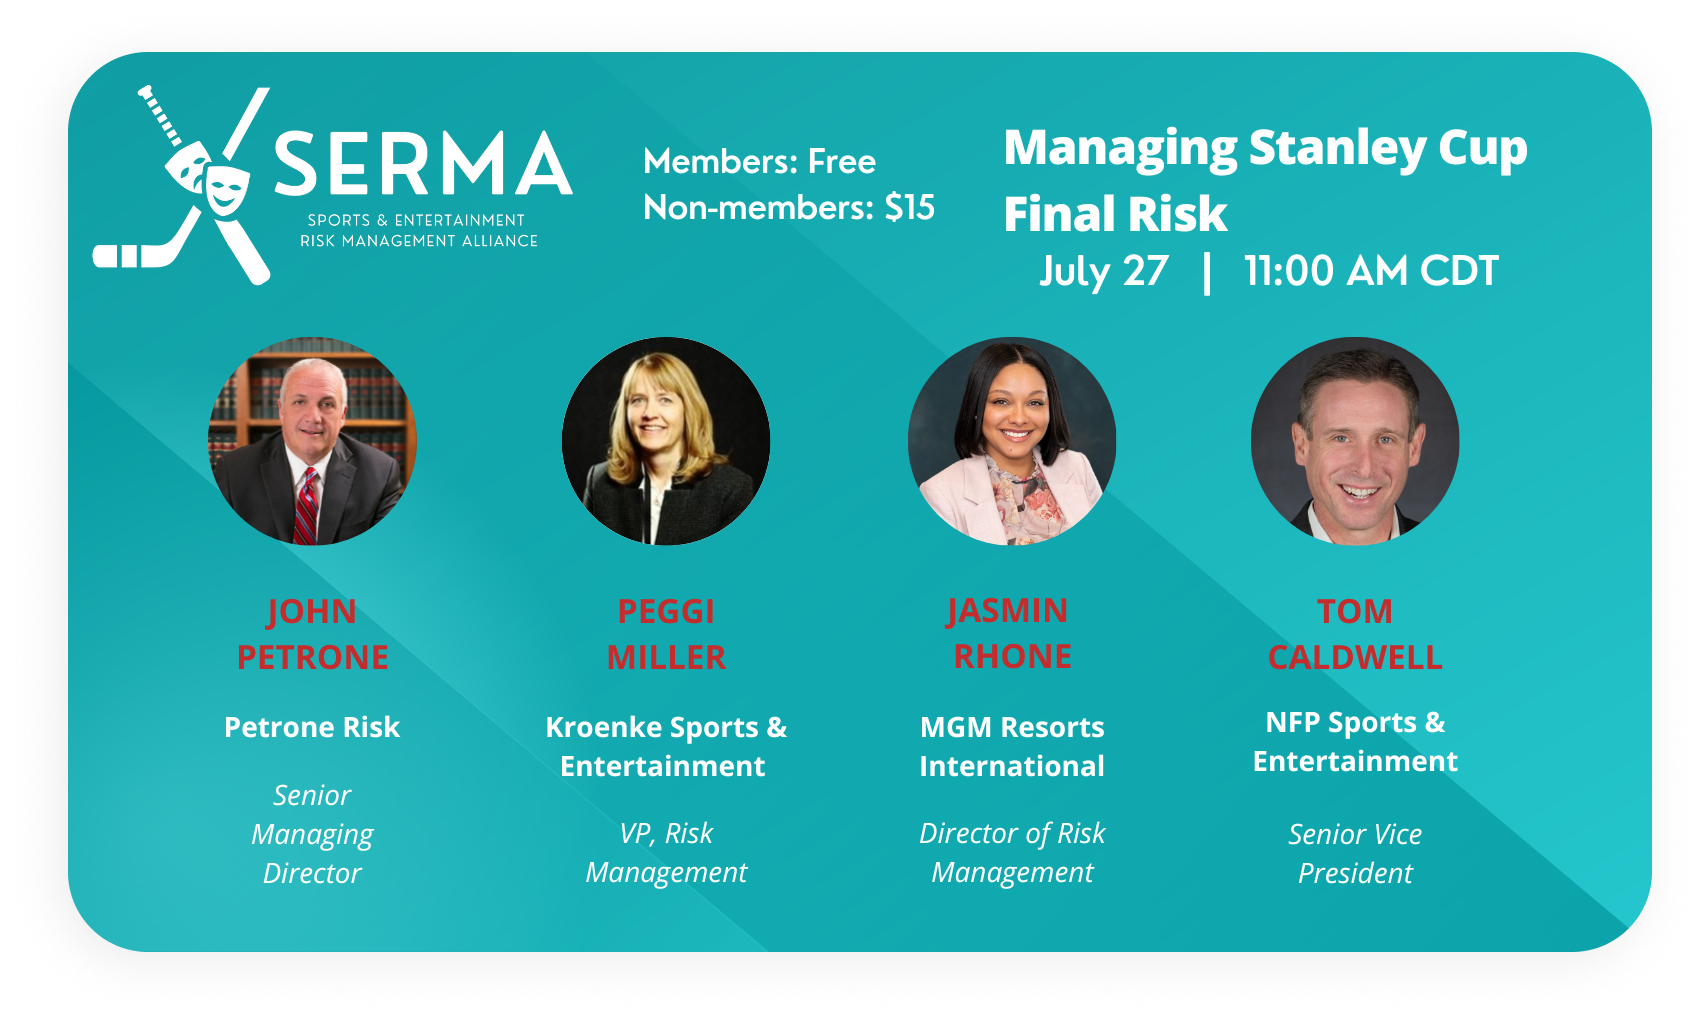 SERMA
SPORTS & ENTERTAINMENT
RISK MANAGEMENT ALLIANCE
Members: Free
Non-members: $15
Managing Stanley Cup
Final Risk
July 27 | 11:00 AM CDT
JOHN
PETRONE
Petrone Risk
Senior
Managing
Director
PEGGI
MILLER
Kroenke Sports &
Entertainment
VP, Risk
Management
JASMIN
RHONE
MGM Resorts
International
Director of Risk
Management
TOM
CALDWELL
NFP Sports &
Entertainment
Senior Vice
President